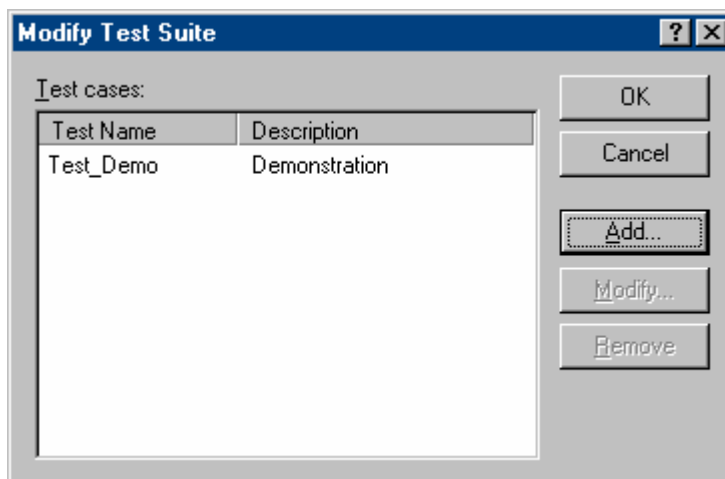 Modify Test Suite
Test cases:
Test Name Description
Test_Demo Demonstration
OK
Cancel
Add...
Modify...
Remove